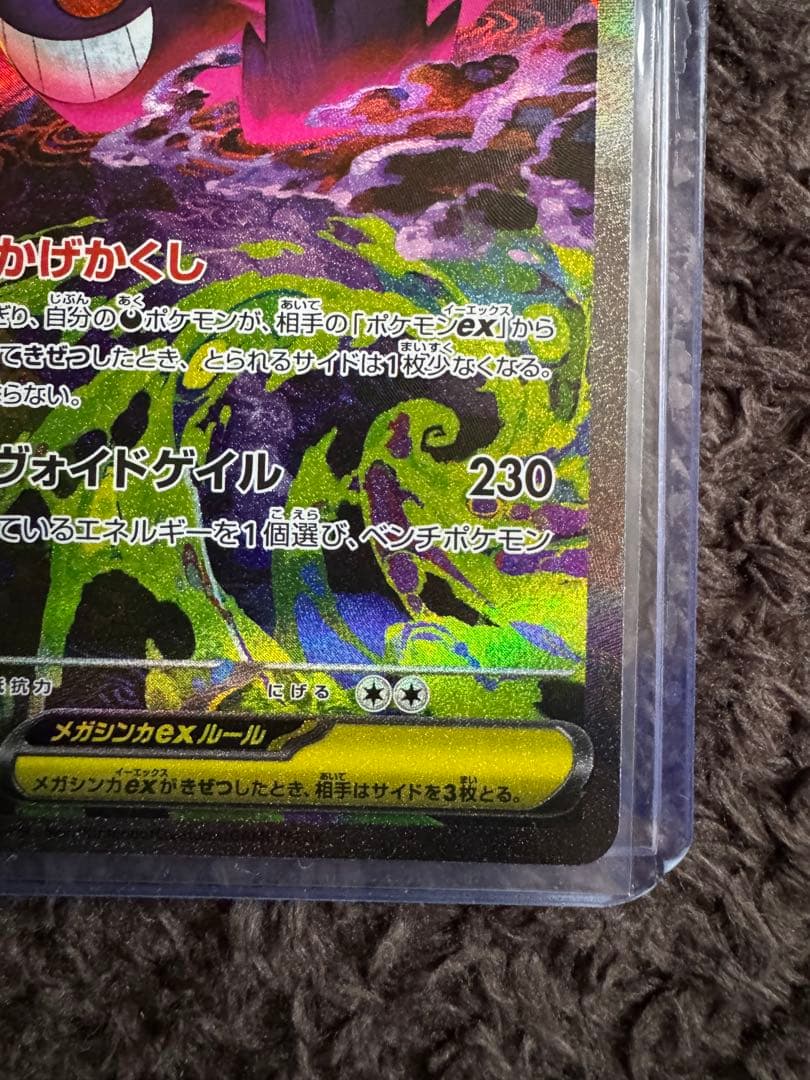 かげかくし
り、自分の ポケモンが、相手の「ポケモンex」から
てきぜつしたとき、とられるサイドは1枚少なくなる。
らない。
ヴォイドゲイル 230
ているエネルギーを1個選び、ベンチポケモン
抗力 にげる
メガシンカexルール
メガシンカexがきぜつしたとき、相手はサイドを3枚とる。